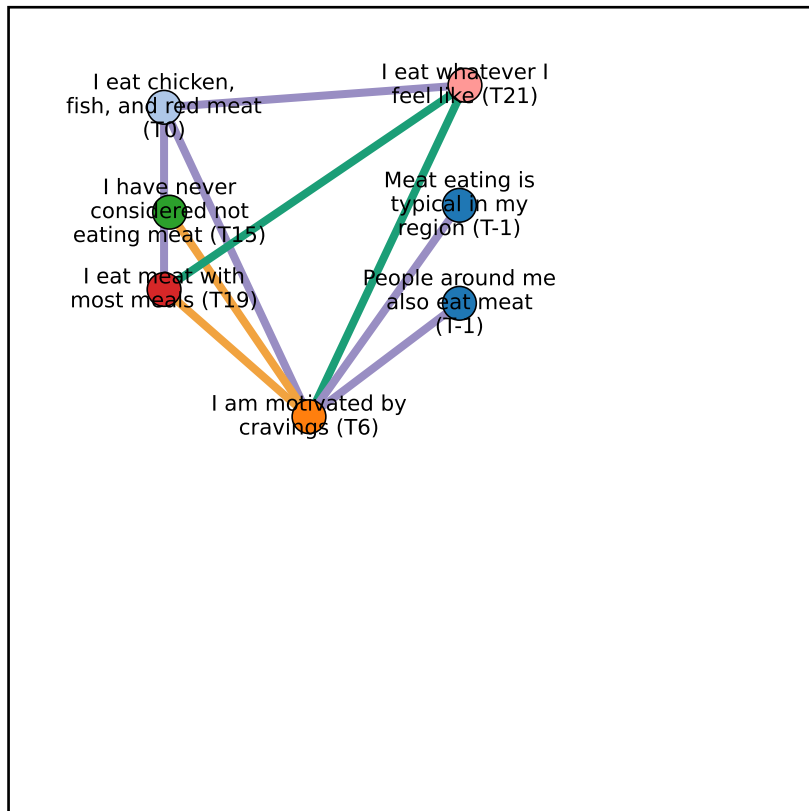 I eat chicken,
fish, and red meat
(T0)
I eat whatever I
feel like (T21)
I have never
considered not
eating meat (T15)
Meat eating is
typical in my
region (T-1)
I eat meat with
most meals (T19)
People around me
also eat meat
(T-1)
I am motivated by
cravings (T6)